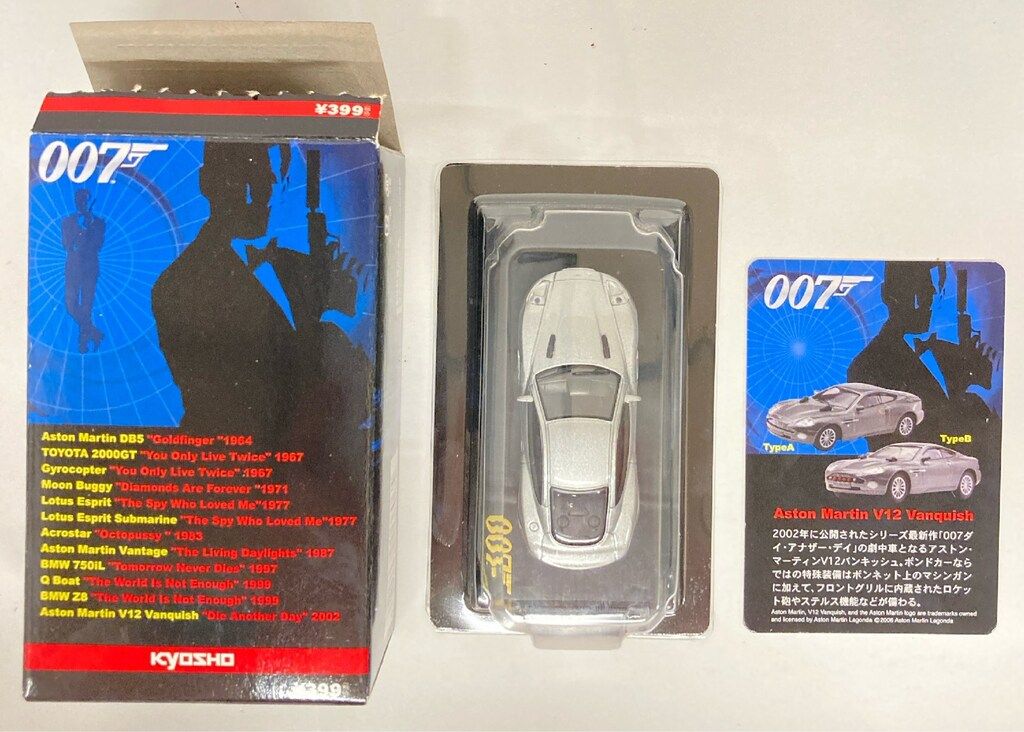 ¥399
007
Aston Martin DB5 "Goldfinger "1964
TOYOTA 2000GT "You Only Live Twice" 1967
Gyrocopter "You Only Live Twice" 1967
Moon Buggy "Diamonds Are Forever "1971
Lotus Esprit "The Spy Who Loved Me"1977
Lotus Esprit Submarine "The Spy Who Loved Me"1977
Acrostar "Octopussy " 1983
Aston Martin Vantage "The Living Daylights" 1987
BMW 750iL "Tomorrow Never Dies" 1997
Q Boat "The World Is Not Enough" 1999
BMW Z8 "The World Is Not Enough" 1999
Aston Martin V12 Vanquish "Die Another Day" 2002
KYOSHO
¥399
007
007
TypeA
TypeB
Aston Martin V12 Vanquish
2002年に公開されたシリーズ最新作「007ダ
イ・アナザー・デイ」の劇中車となるアストン・
マーティンV12バンキッシュ。ボンドカーなら
ではの特殊装備はボンネット上のマシンガン
に加えて、フロントグリルに内蔵されたロケッ
ト砲やステルス機能などが備わる。
Aston Martin, V12 Vanquish, and the Aston Martin logo are trademarks owned
and licensed by Aston Martin Lagonda ©2006 Aston Martin Lagonda